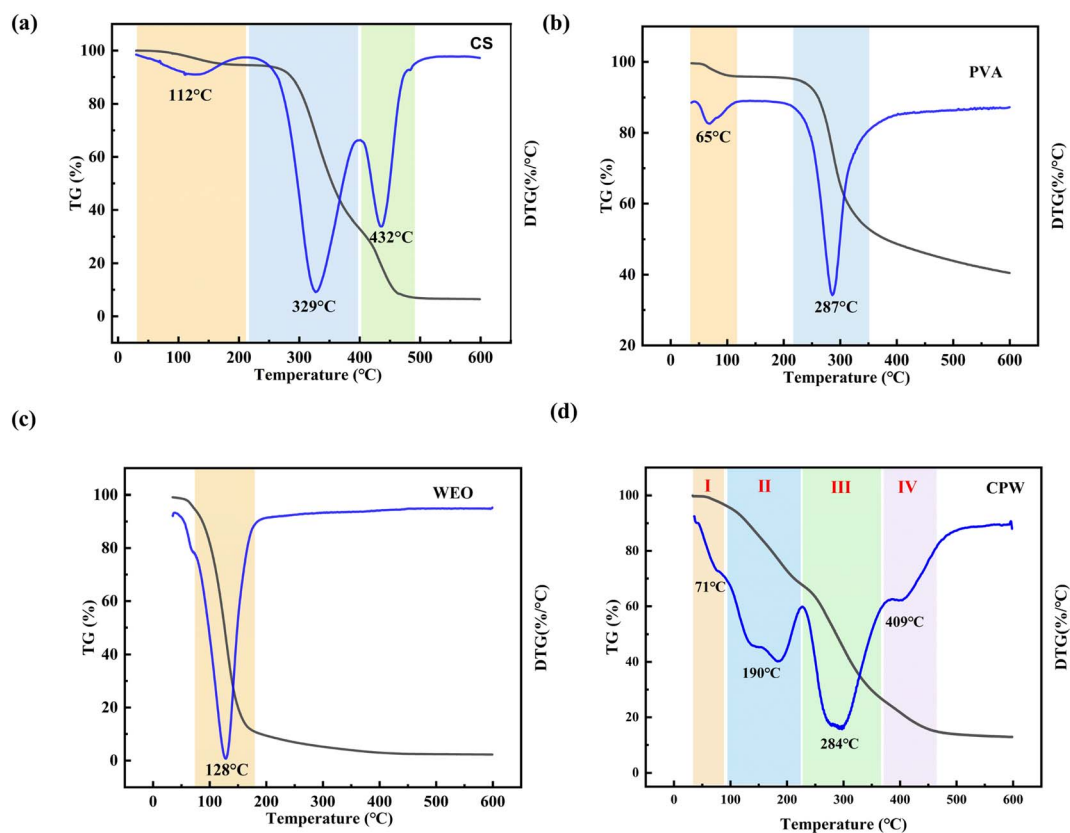 (a)
CS
100
80
60
40
20
0
TG (%)
DTG(%/°C)
112°C
329°C
432°C
0 100 200 300 400 500 600
Temperature (°C)
(b)
PVA
100
80
60
40
20
TG (%)
DTG(%/°C)
65°C
287°C
0 100 200 300 400 500 600
Temperature (°C)
(c)
WEO
100
80
60
40
20
0
TG (%)
DTG(%/°C)
128°C
0 100 200 300 400 500 600
Temperature (°C)
(d)
I II III IV CPW
100
80
60
40
20
0
TG (%)
DTG(%/°C)
71°C
190°C
284°C
409°C
0 100 200 300 400 500 600
Temperature (°C)